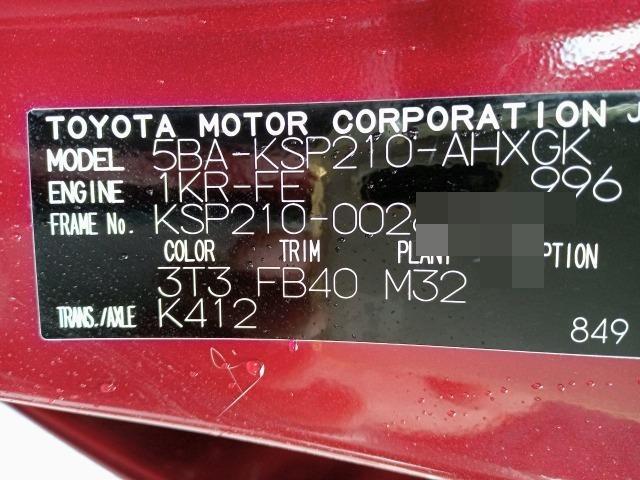 TOYOTA MOTOR CORPORATION J
MODEL 5BA-KSP210-AHXGK
ENGINE 1KR-FE 996
FRAME No. KSP210-002
COLOR TRIM PLANT PTION
3T3 FB40 M32
TRANS./AXLE K412
849